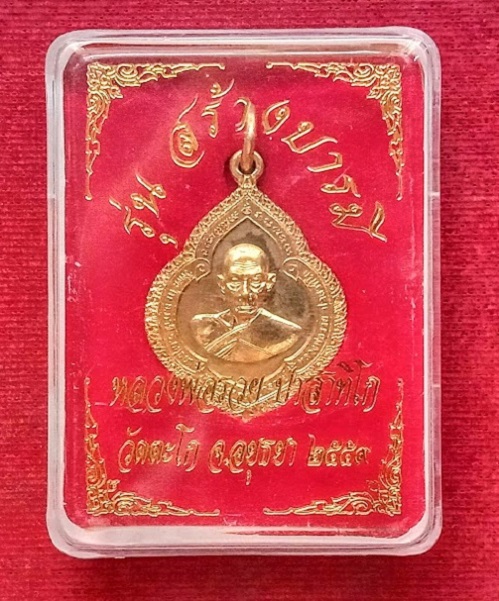 รุ่น สร้างบารมี
หลวงพ่อรวย ปาสาทิโก
วัดตะโก จ.อยุธยา ๒๕๕๙